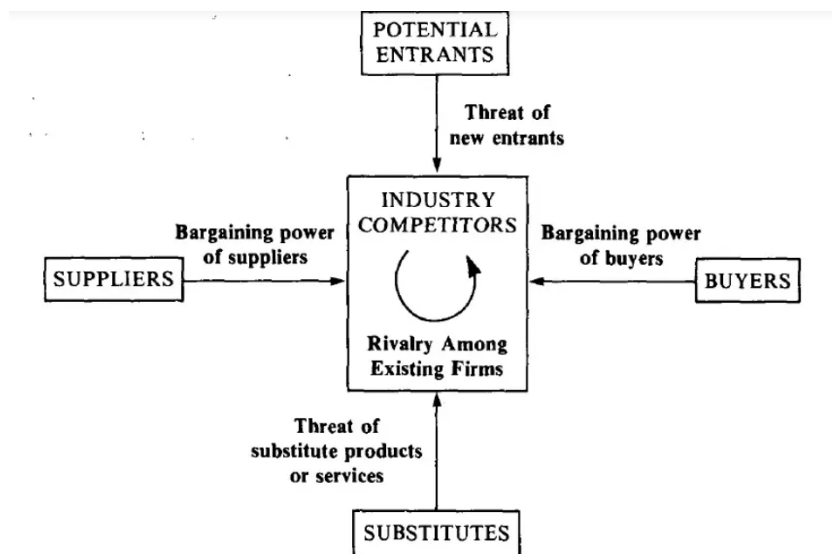 POTENTIAL
ENTRANTS
Threat of
new entrants
INDUSTRY
COMPETITORS
Bargaining power
of suppliers
Bargaining power
of buyers
SUPPLIERS
BUYERS
Rivalry Among
Existing Firms
Threat of
substitute products
or services
SUBSTITUTES